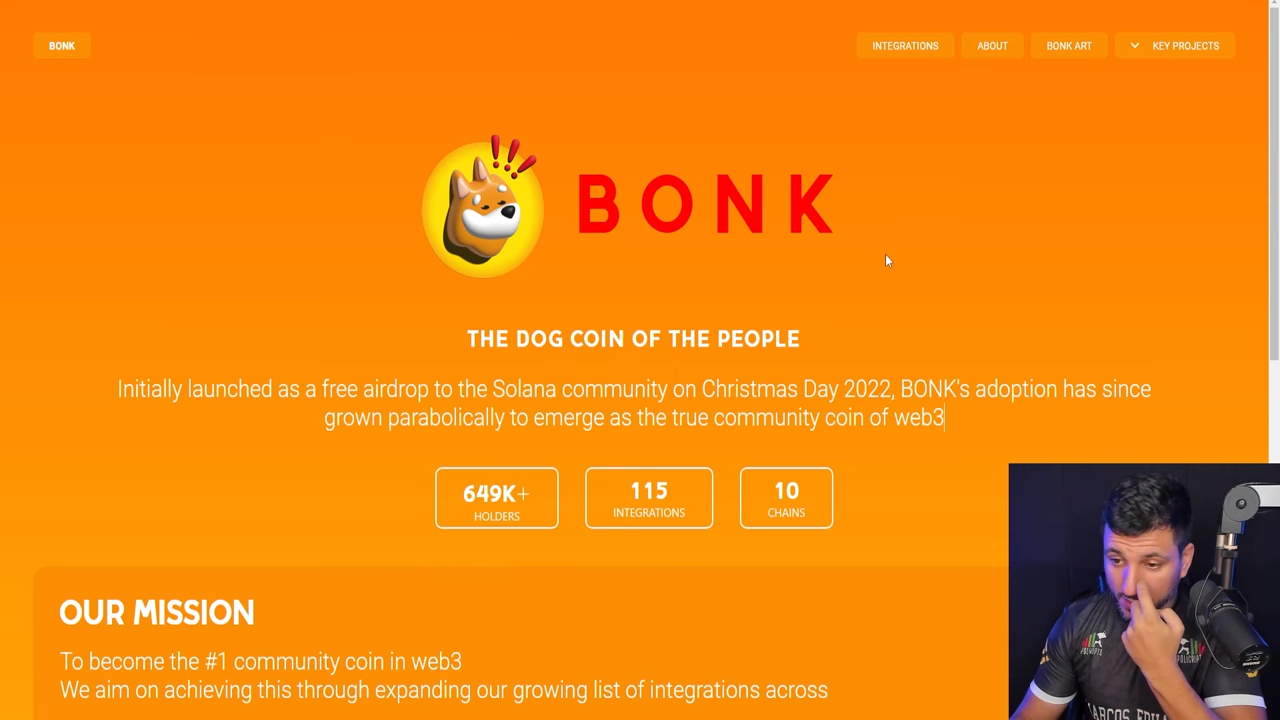 BONK
INTEGRATIONS
ABOUT
BONK ART
KEY PROJECTS
BONK
THE DOG COIN OF THE PEOPLE
Initially launched as a free airdrop to the Solana community on Christmas Day 2022, BONK's adoption has since
grown parabolically to emerge as the true community coin of web3
649K+
HOLDERS
115
INTEGRATIONS
10
CHAINS
OUR MISSION
To become the #1 community coin in web3
We aim on achieving this through expanding our growing list of integrations across